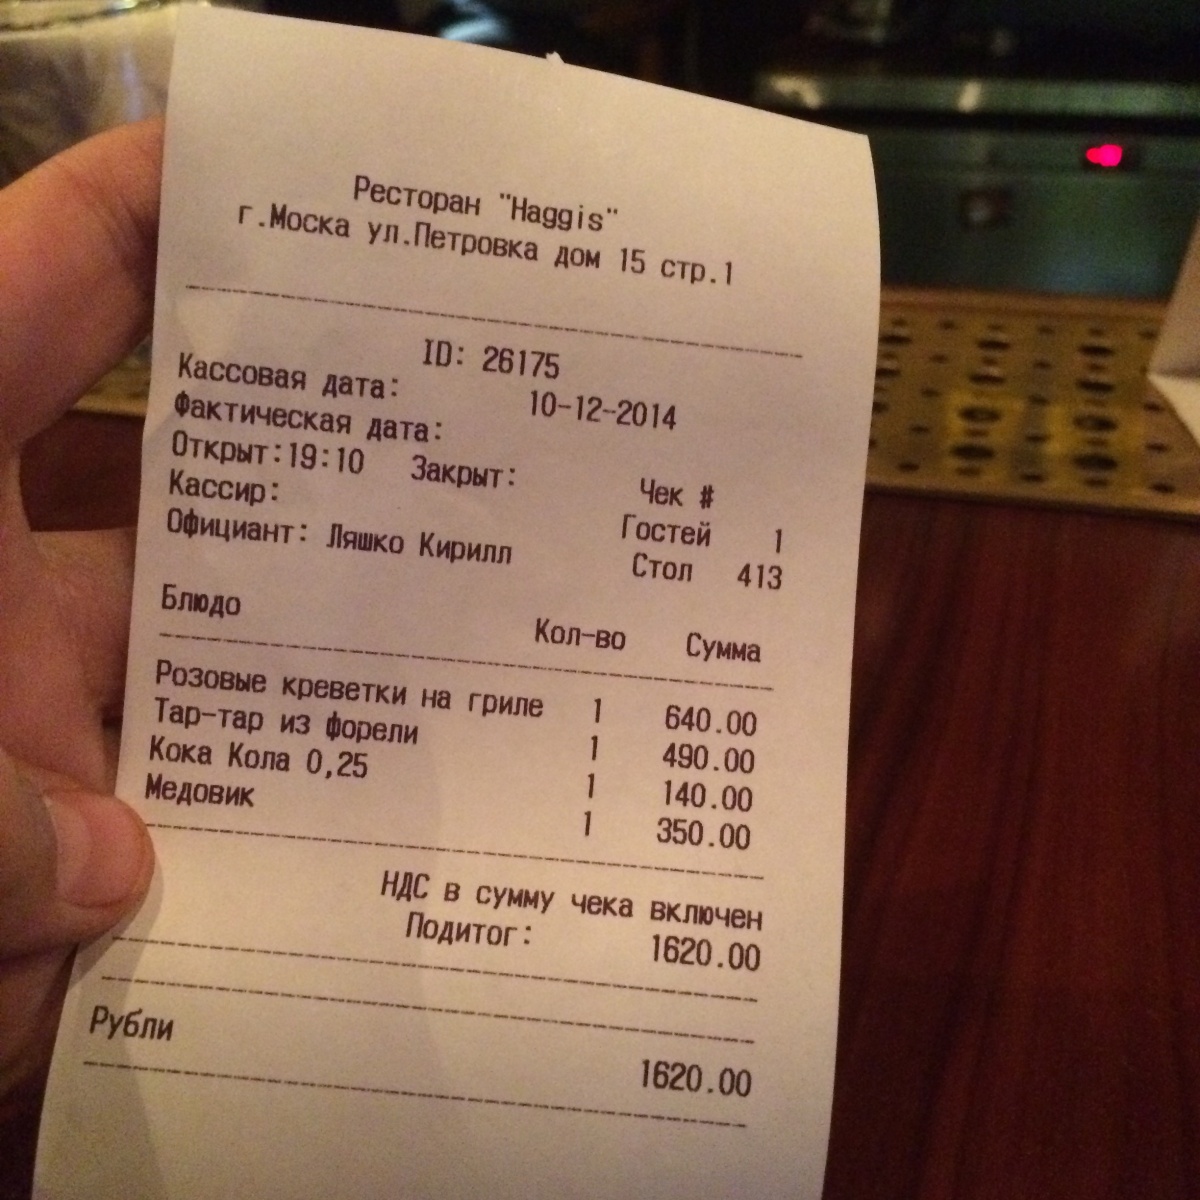 Ресторан "Haggis"
г.Моска ул.Петровка дом 15 стр.1
ID: 26175
Кассовая дата: 10-12-2014
Фактическая дата:
Открыт:19:10 Закрыт: Чек #
Кассир: Гостей 1
Официант: Ляшко Кирилл Стол 413
Блюдо Кол-во Сумма
Розовые креветки на гриле 1 640.00
Тар-тар из форели 1 490.00
Кока Кола 0,25 1 140.00
Медовик 1 350.00
НДС в сумму чека включен
Подитог: 1620.00
Рубли 1620.00